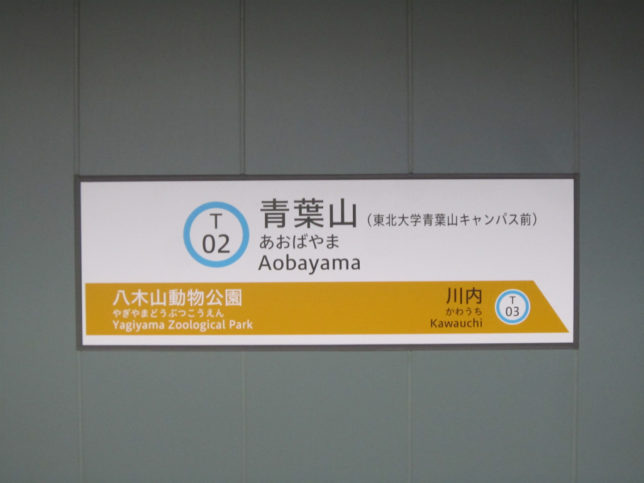 T
02
青葉山(東北大学青葉山キャンパス前)
あおばやま
Aobayama
八木山動物公園
やぎやまどうぶつこうえん
Yagiyama Zoological Park
川内
かわうち
Kawauchi
T
03